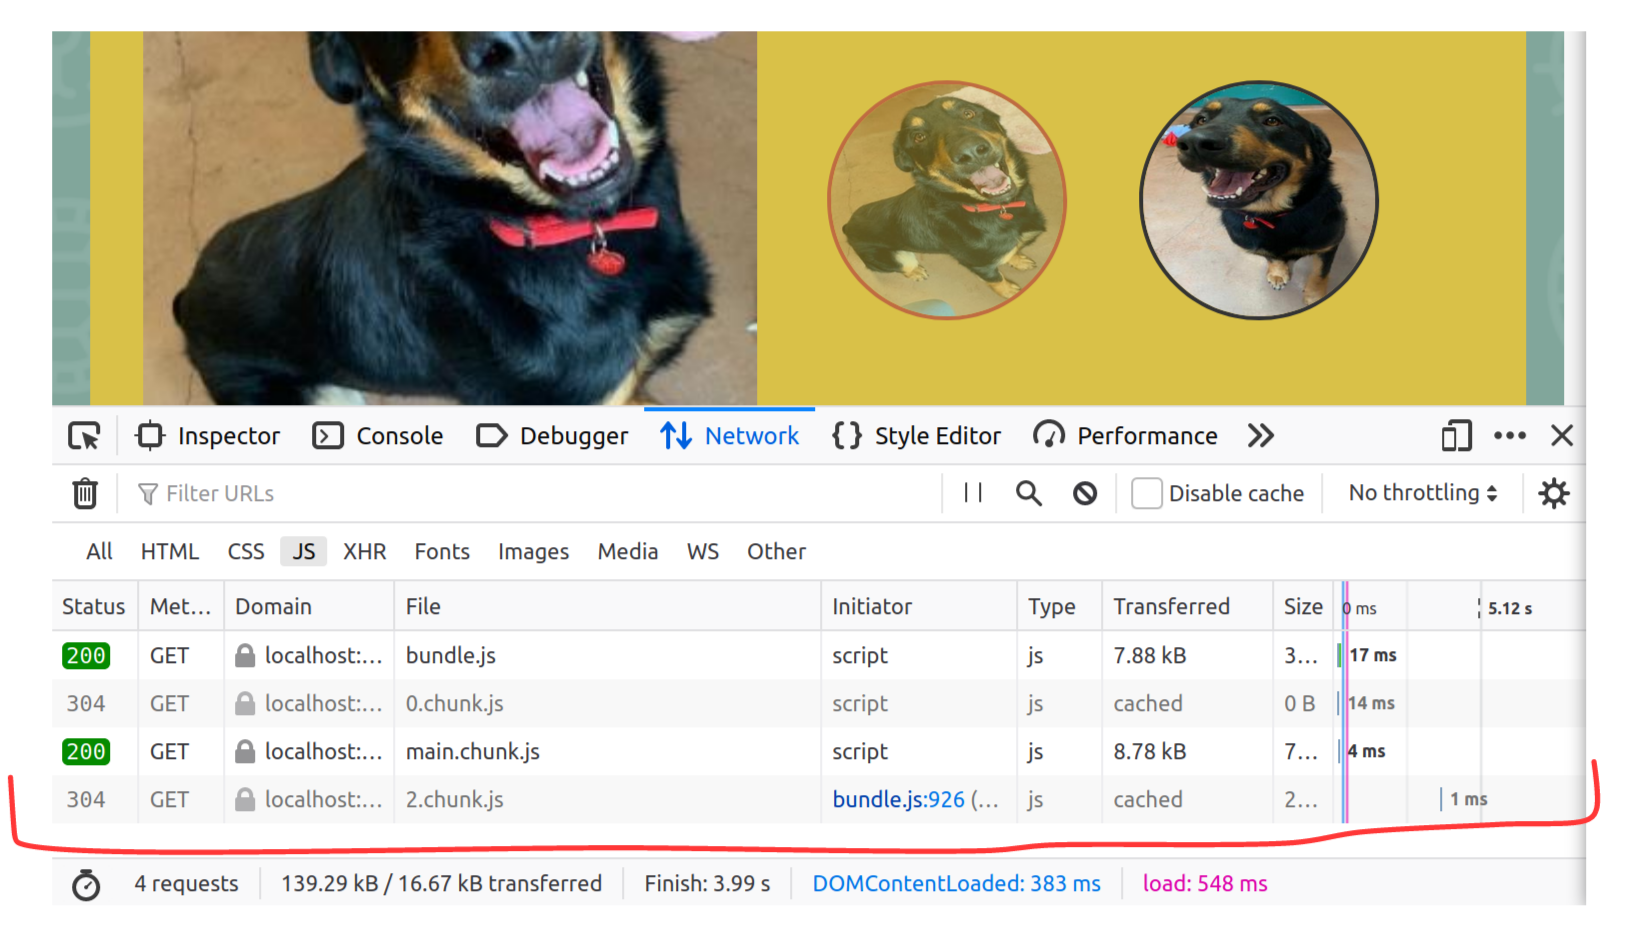 Inspector Console Debugger Network Style Editor Performance
Filter URLs Disable cache No throttling
All HTML CSS JS XHR Fonts Images Media WS Other
Status Met... Domain File Initiator Type Transferred Size 0 ms 5.12 s
200 GET localhost:... bundle.js script js 7.88 kB 3... 17 ms
304 GET localhost:... 0.chunk.js script js cached 0 B 14 ms
200 GET localhost:... main.chunk.js script js 8.78 kB 7... 4 ms
304 GET localhost:... 2.chunk.js bundle.js:926 (... js cached 2... 1 ms
4 requests 139.29 kB / 16.67 kB transferred Finish: 3.99 s DOMContentLoaded: 383 ms load: 548 ms